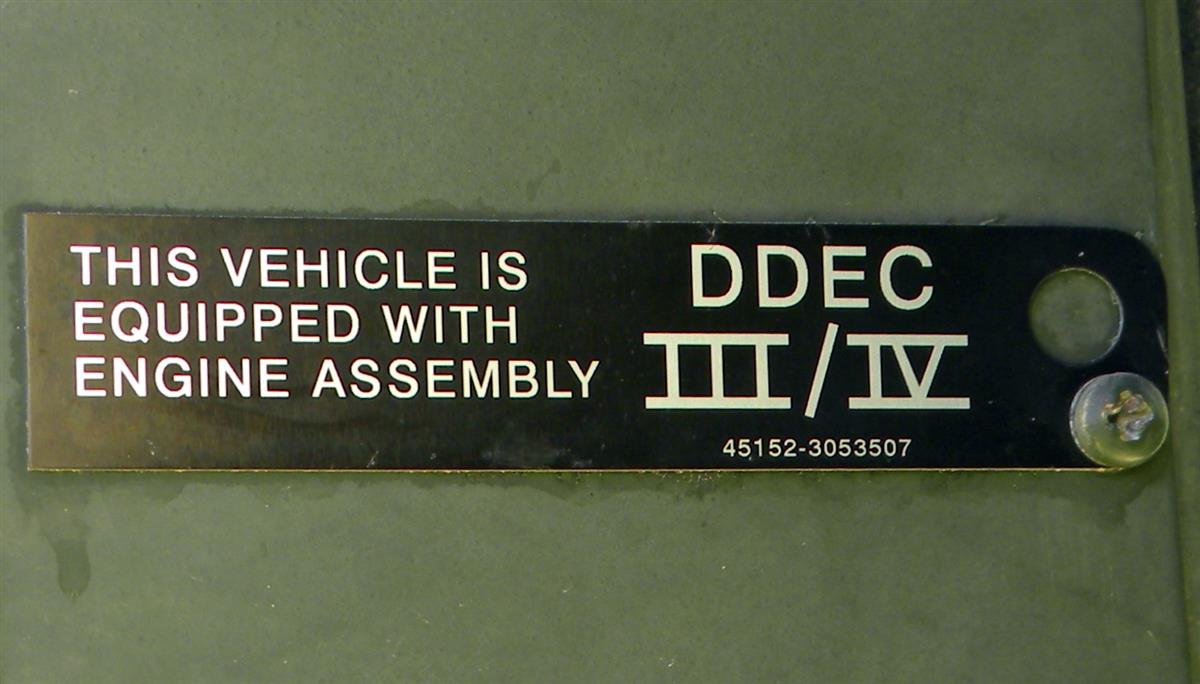 THIS VEHICLE IS
EQUIPPED WITH
ENGINE ASSEMBLY
DDEC
III/IV
45152-3053507